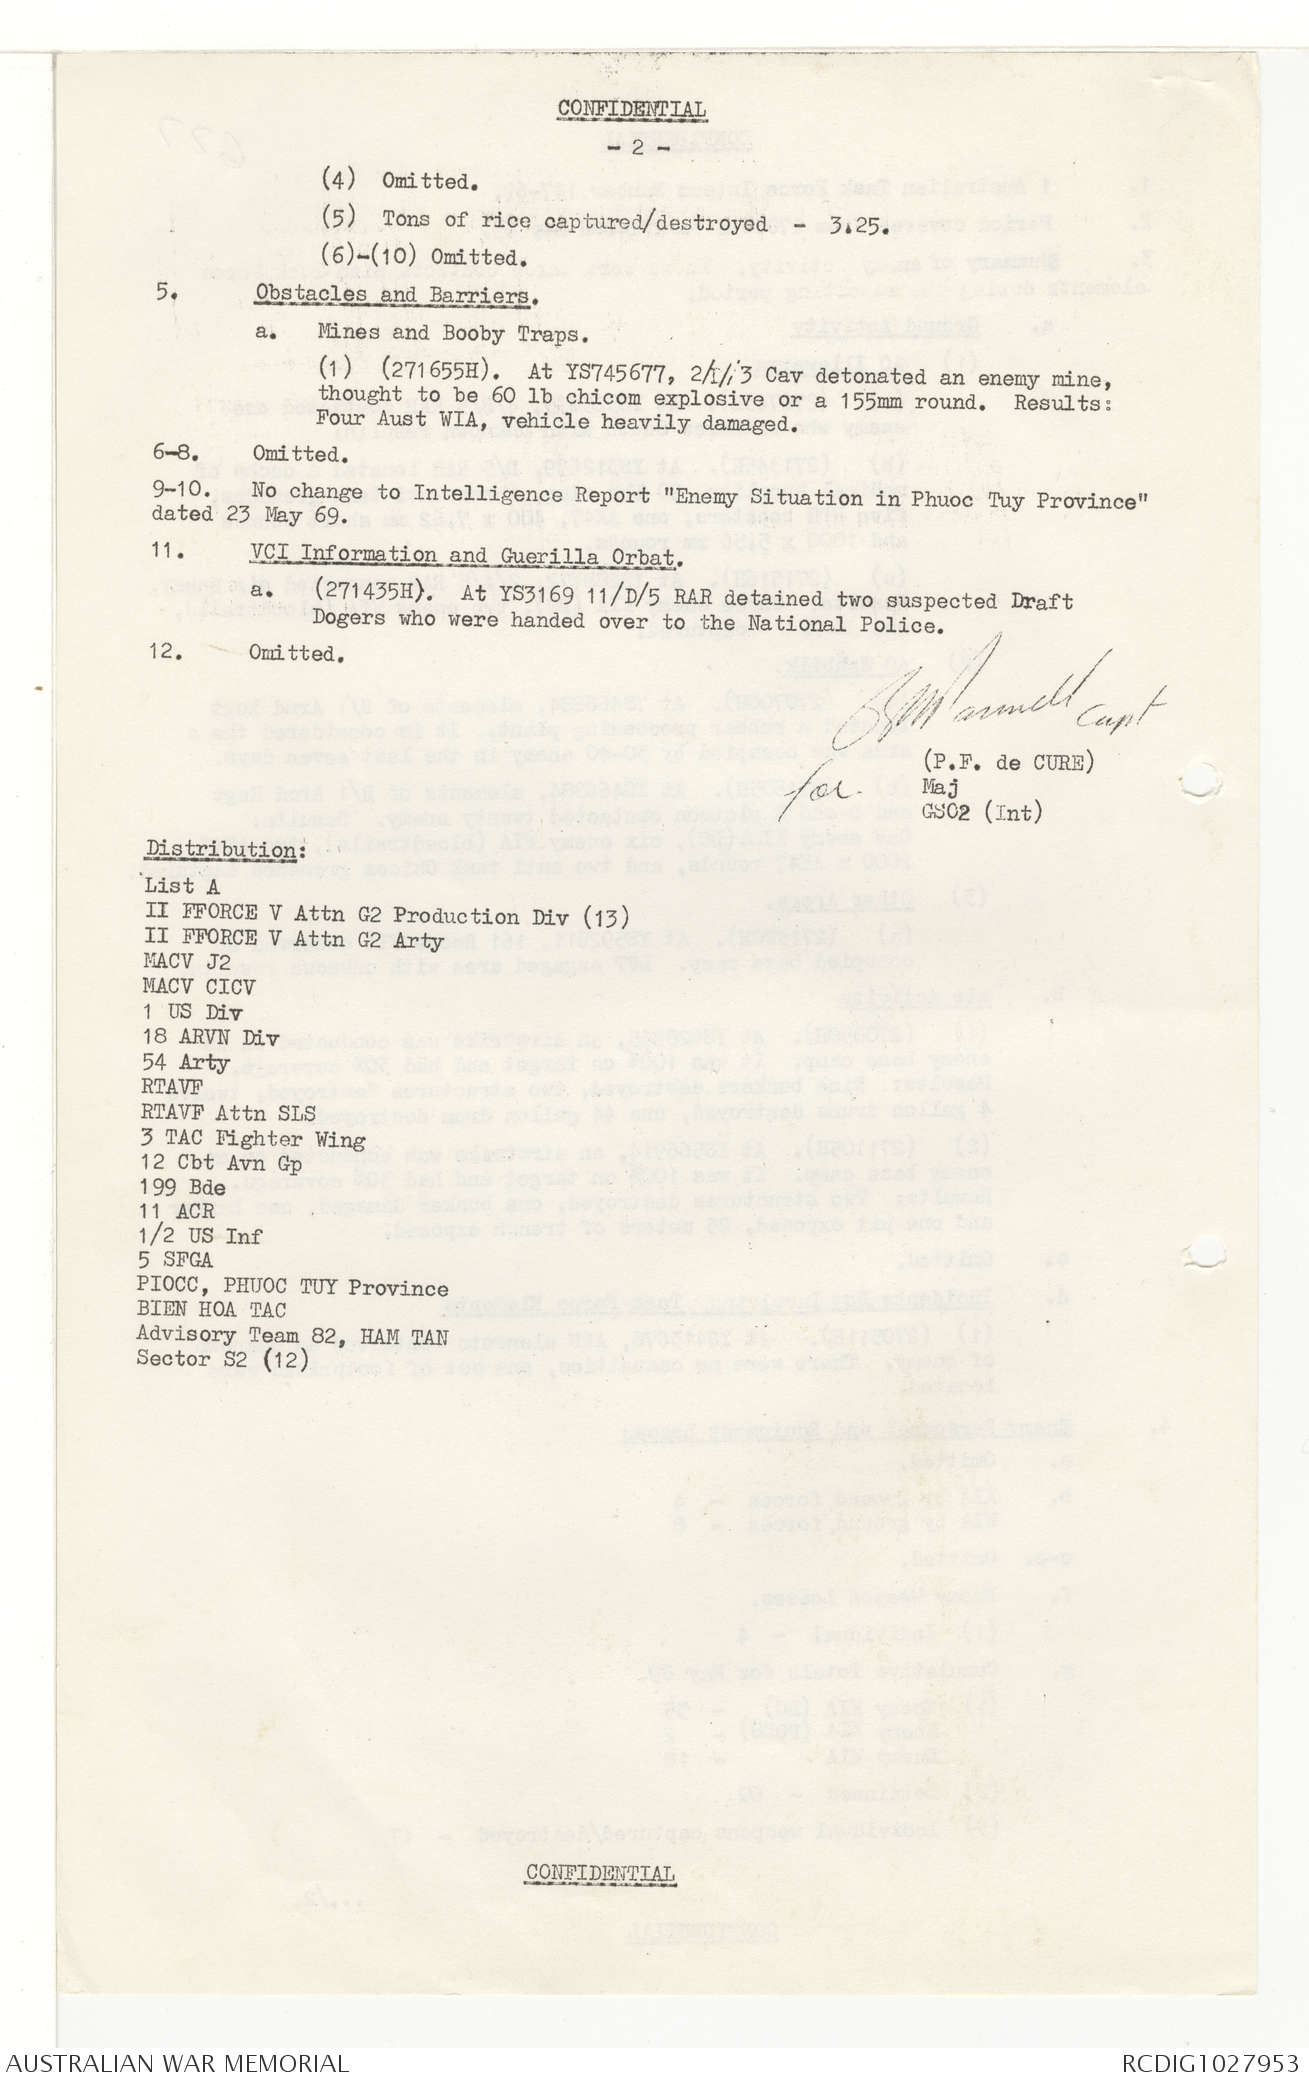 CONFIDENTIAL
- 2 -
(4) Omitted.
(5) Tons of rice captured/destroyed - 3.25.
(6)-(10) Omitted.
5. Obstacles and Barriers.
a. Mines and Booby Traps.
(1) (271655H). At YS745677, 2/1/3 Cav detonated an enemy mine,
thought to be 60 lb chicom explosive or a 155mm round. Results:
Four Aust WIA, vehicle heavily damaged.
6-8. Omitted.
9-10. No change to Intelligence Report "Enemy Situation in Phuoc Tuy Province"
dated 23 May 69.
11. VCI Information and Guerilla Orbat.
a. (271435H). At YS3169 11/D/5 RAR detained two suspected Draft
Dogers who were handed over to the National Police.
12. Omitted.
Capt
for
(P.F. de CURE)
Maj
GSO2 (Int)
Distribution:
List A
II FFORCE V Attn G2 Production Div (13)
II FFORCE V Attn G2 Arty
MACV J2
MACV CICV
1 US Div
18 ARVN Div
54 Arty
RTAVF
RTAVF Attn SLS
3 TAC Fighter Wing
12 Cbt Avn Gp
199 Bde
11 ACR
1/2 US Inf
5 SFGA
PIOCC, PHUOC TUY Province
BIEN HOA TAC
Advisory Team 82, HAM TAN
Sector S2 (12)
CONFIDENTIAL
AUSTRALIAN WAR MEMORIAL
RCDIG1027953